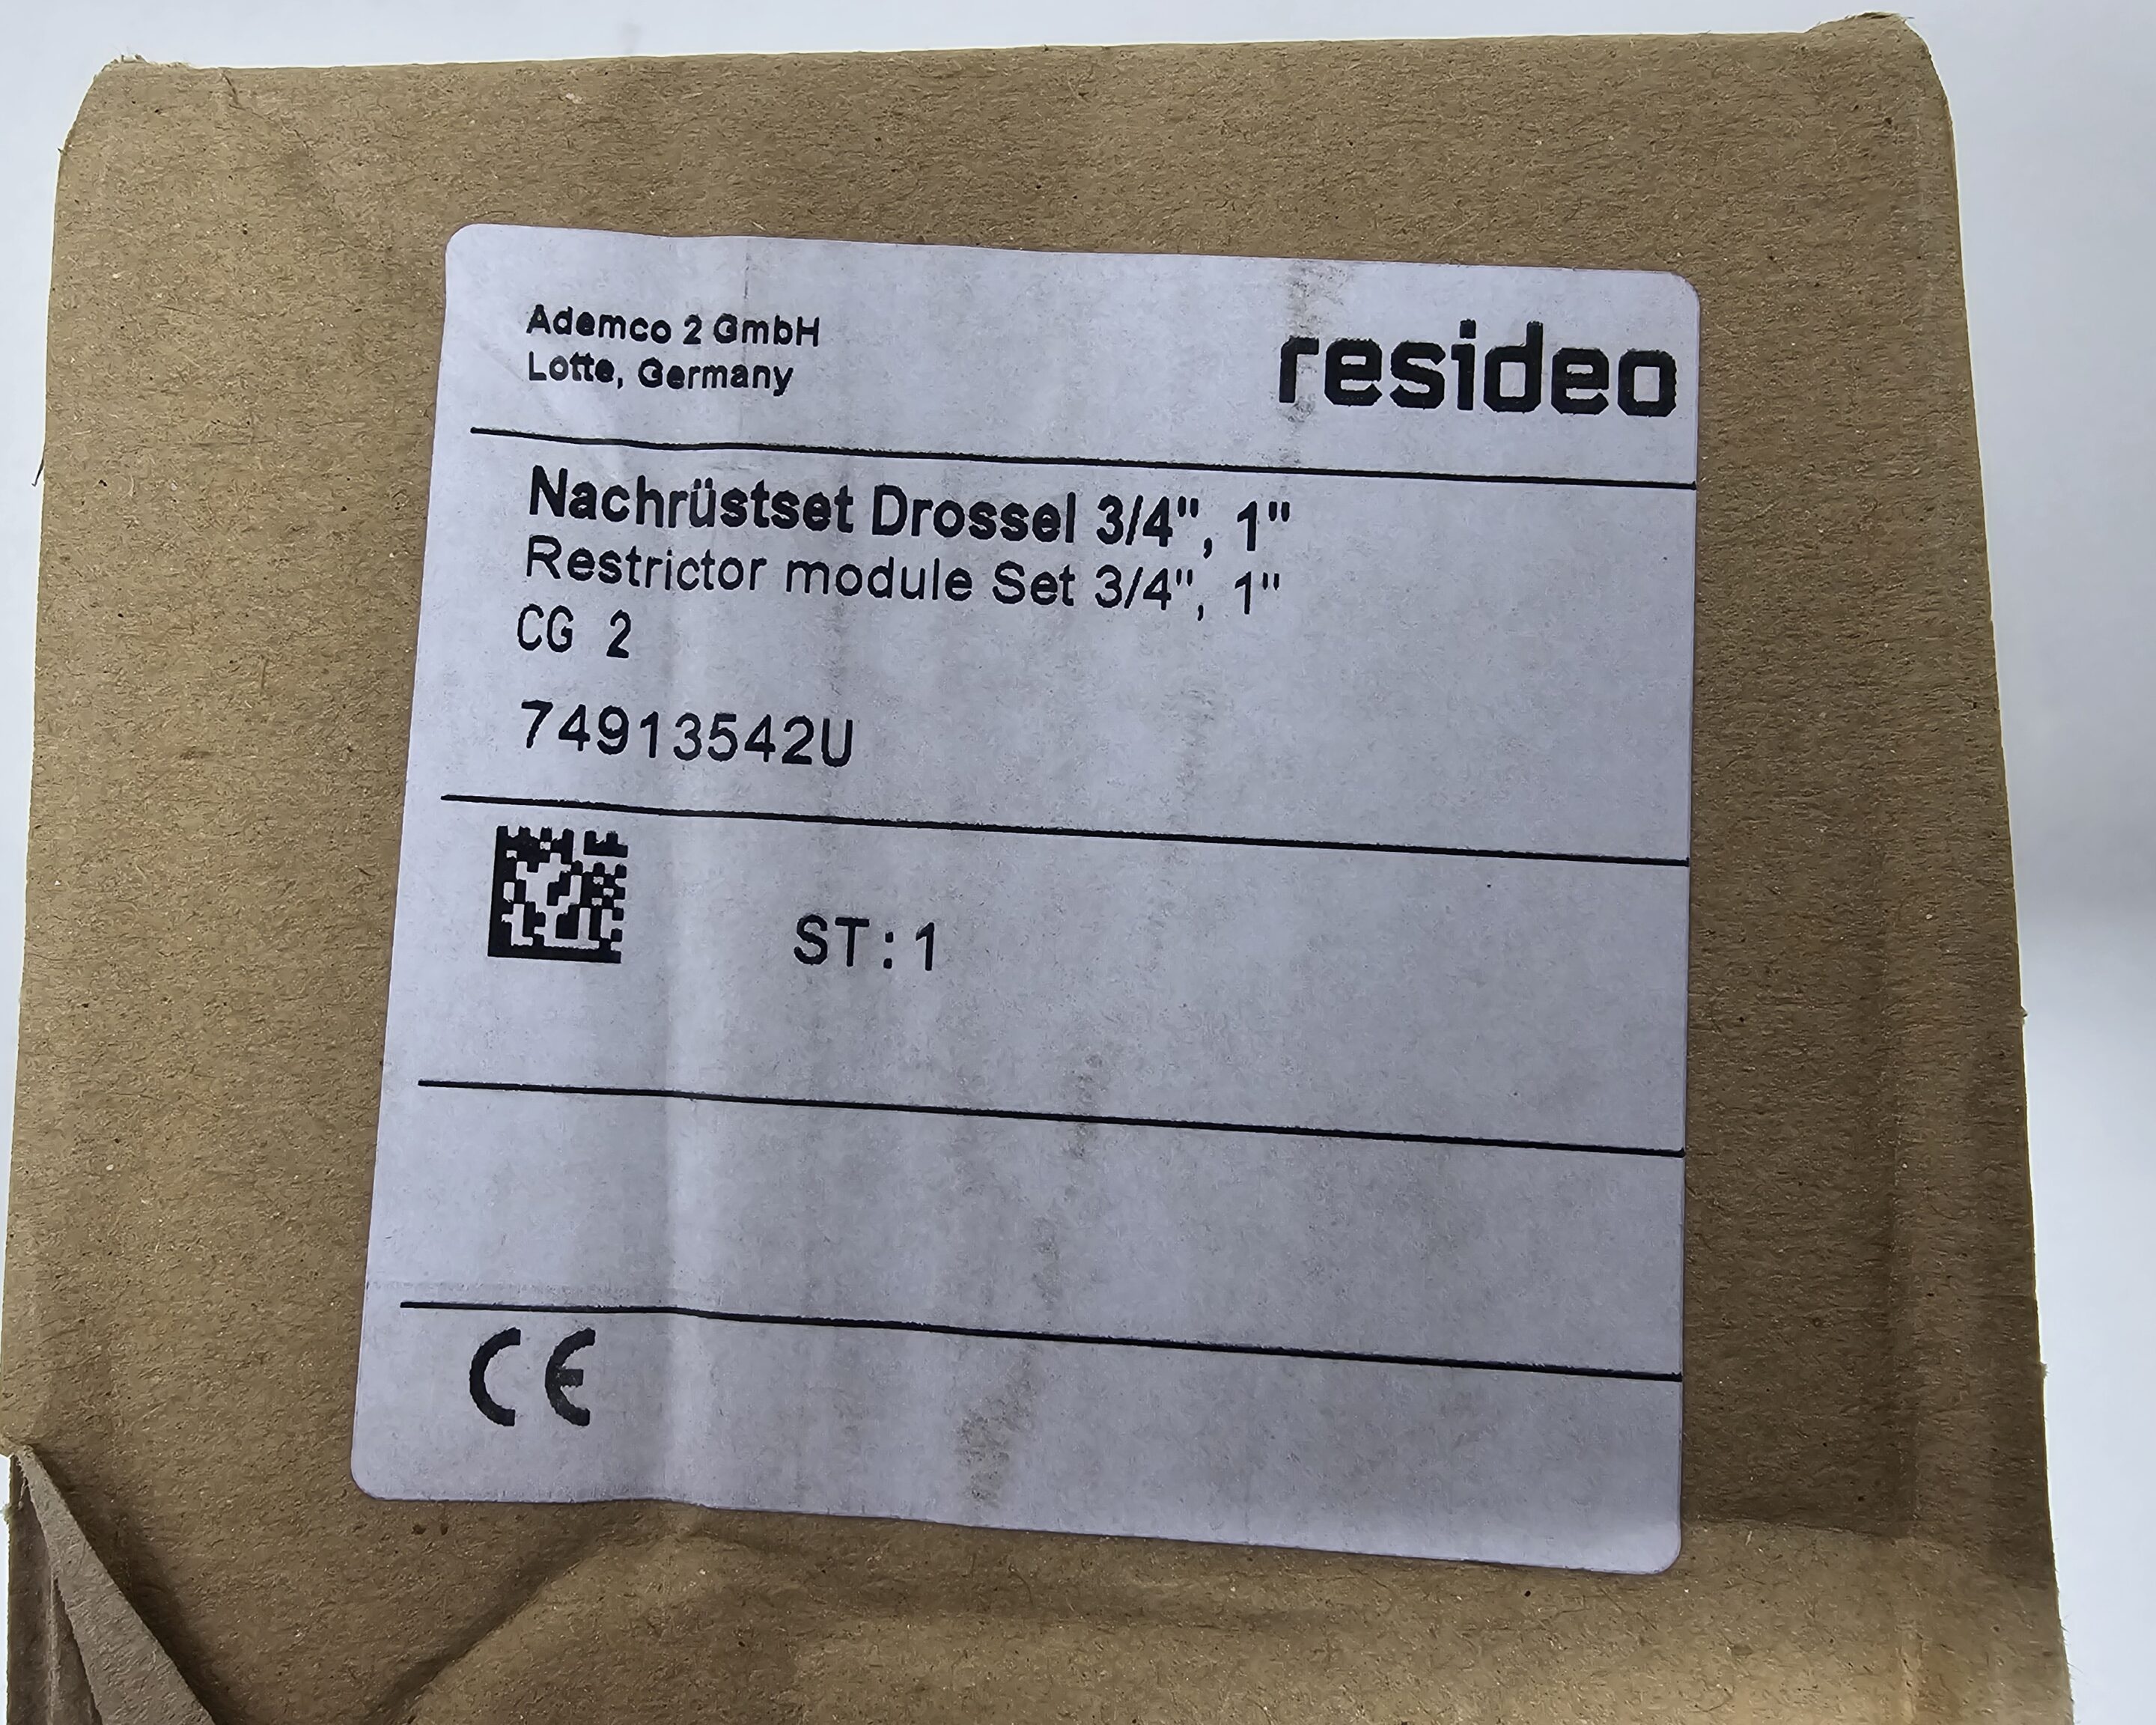 Ademco 2 GmbH
Lotte, Germany
resideo
Nachrüstset Drossel 3/4", 1"
Restrictor module Set 3/4", 1"
CG 2
74913542U
ST:1
CE